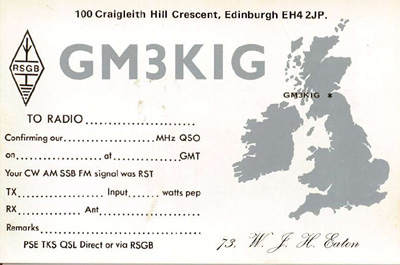 100 Craigleith Hill Crescent, Edinburgh EH4 2JP.
RSGB
GM3KIG
GM3KIG *
TO RADIO..............................
Confirming our........................MHz QSO
on.....................at.................GMT
Your CW AM SSB FM signal was RST
TX.....................Input.......watts pep
RX.................Ant.........................
Remarks........................................
PSE TKS QSL Direct or via RSGB
73. W. J. H. Eaton